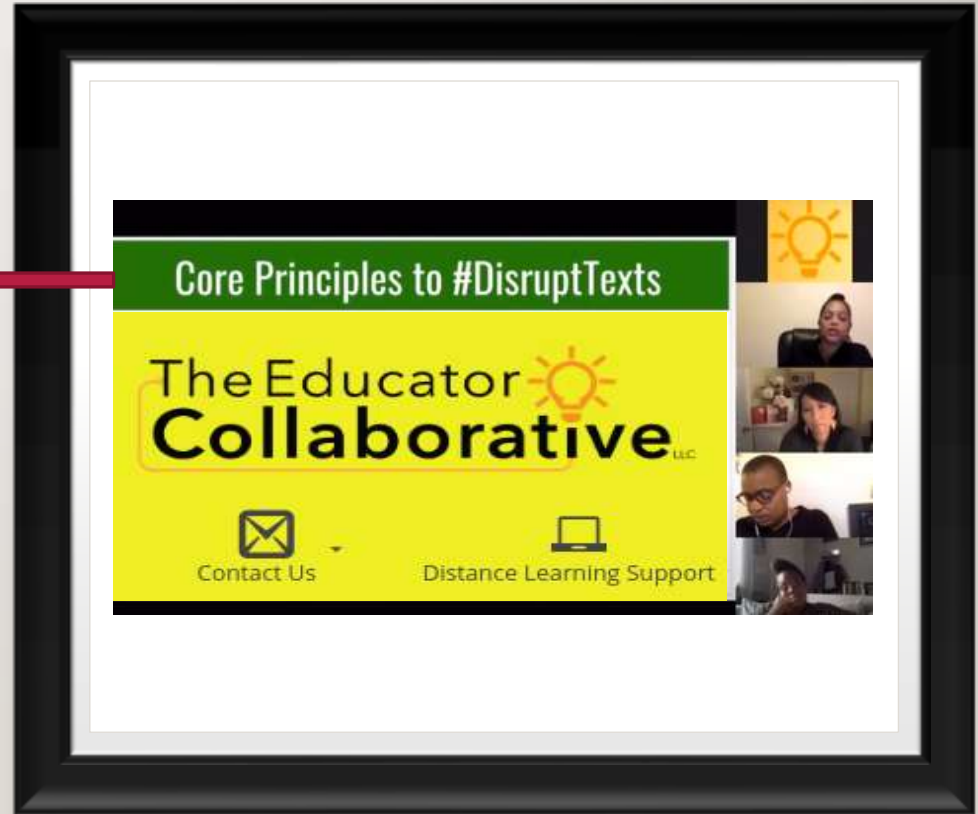 Core Principles to #DisruptTexts
The Educator
Collaborative LLC
Contact Us
Distance Learning Support